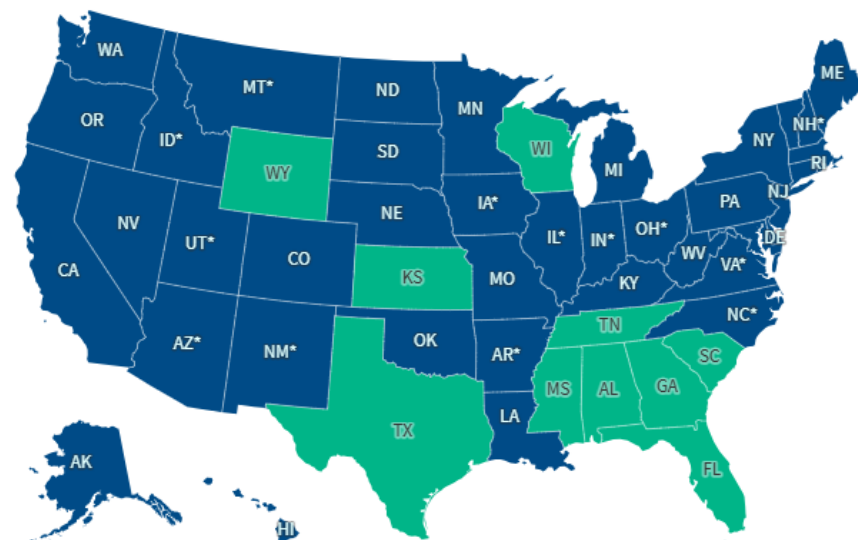 WA
MT*
ND
MN
ME
OR
ID*
SD
WI
NY
NH*
WY
MI
RI
NV
NE
IA*
PA
NJ
UT*
CO
IL*
IN*
OH*
DE
CA
KS
MO
WV
VA*
KY
AZ*
NM*
OK
TN
NC*
AR*
SC
MS
AL
GA
TX
LA
FL
AK
HI